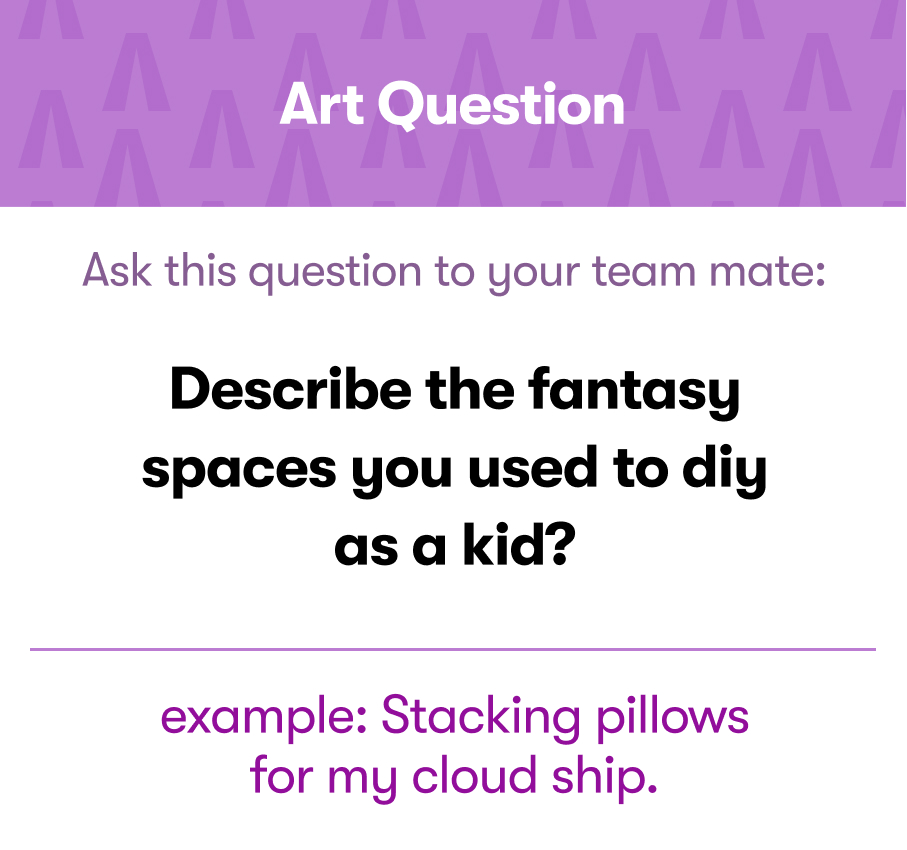 Art Question
Ask this question to your team mate:
Describe the fantasy
spaces you used to diy
as a kid?
example: Stacking pillows
for my cloud ship.